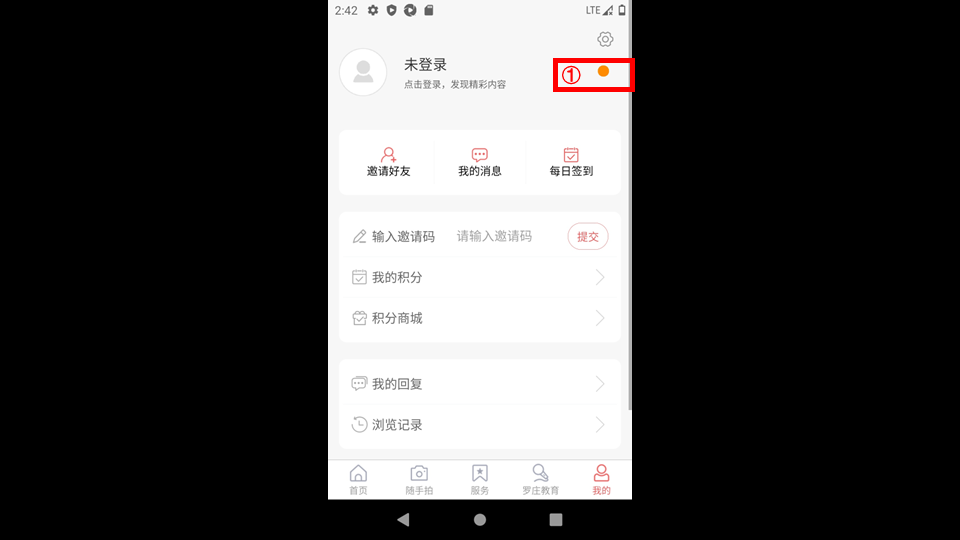 2:42 LTE
未登录
点击登录，发现精彩内容
①
邀请好友 我的消息 每日签到
输入邀请码 请输入邀请码 提交
我的积分
积分商城
我的回复
浏览记录
首页 随手拍 服务 罗庄教育 我的